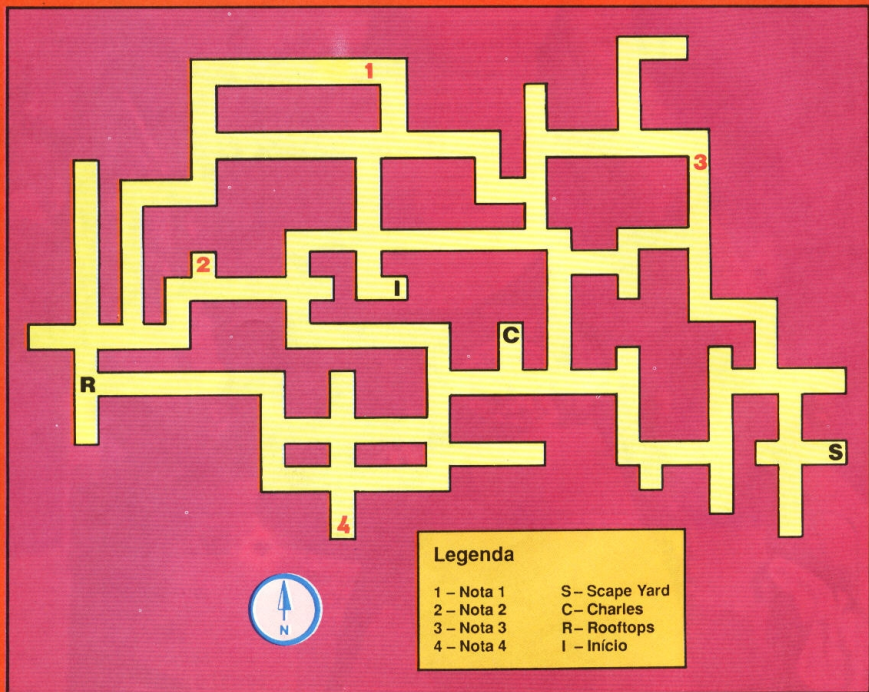 1
3
2
I
C
R
S
4
N
Legenda
1 – Nota 1
2 – Nota 2
3 – Nota 3
4 – Nota 4
S – Scape Yard
C – Charles
R – Rooftops
I – Início